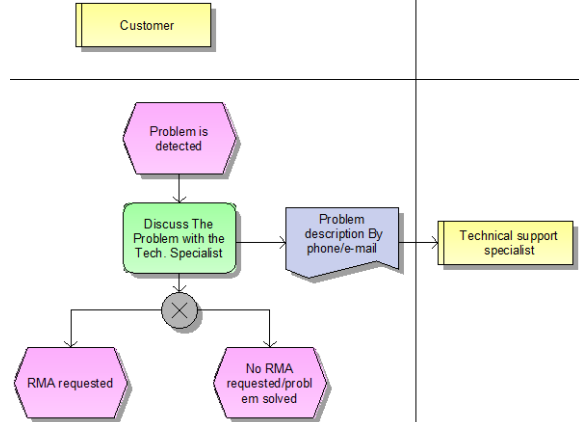 Customer
Problem is
detected
Discuss The
Problem with the
Tech. Specialist
Problem
description By
phone/e-mail
Technical support
specialist
RMA requested
No RMA
requested/probl
em solved